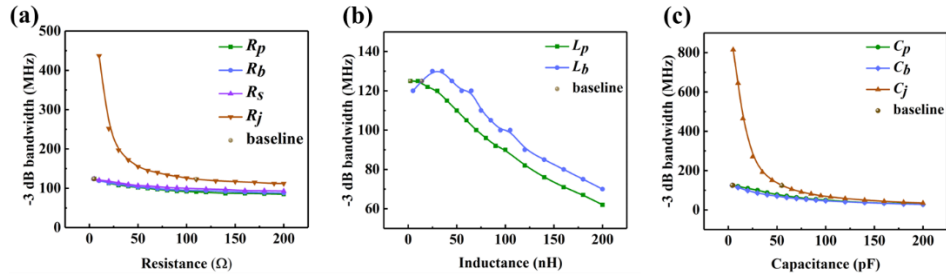 (a)
-3 dB bandwidth (MHz)
500
400
300
200
100
0
0 50 100 150 200
Resistance (Ω)
Rp
Rb
Rs
Rj
baseline
(b)
-3 dB bandwidth (MHz)
140
120
100
80
60
0 50 100 150 200
Inductance (nH)
Lp
Lb
baseline
(c)
-3 dB bandwidth (MHz)
800
600
400
200
0
0 50 100 150 200
Capacitance (pF)
Cp
Cb
Cj
baseline